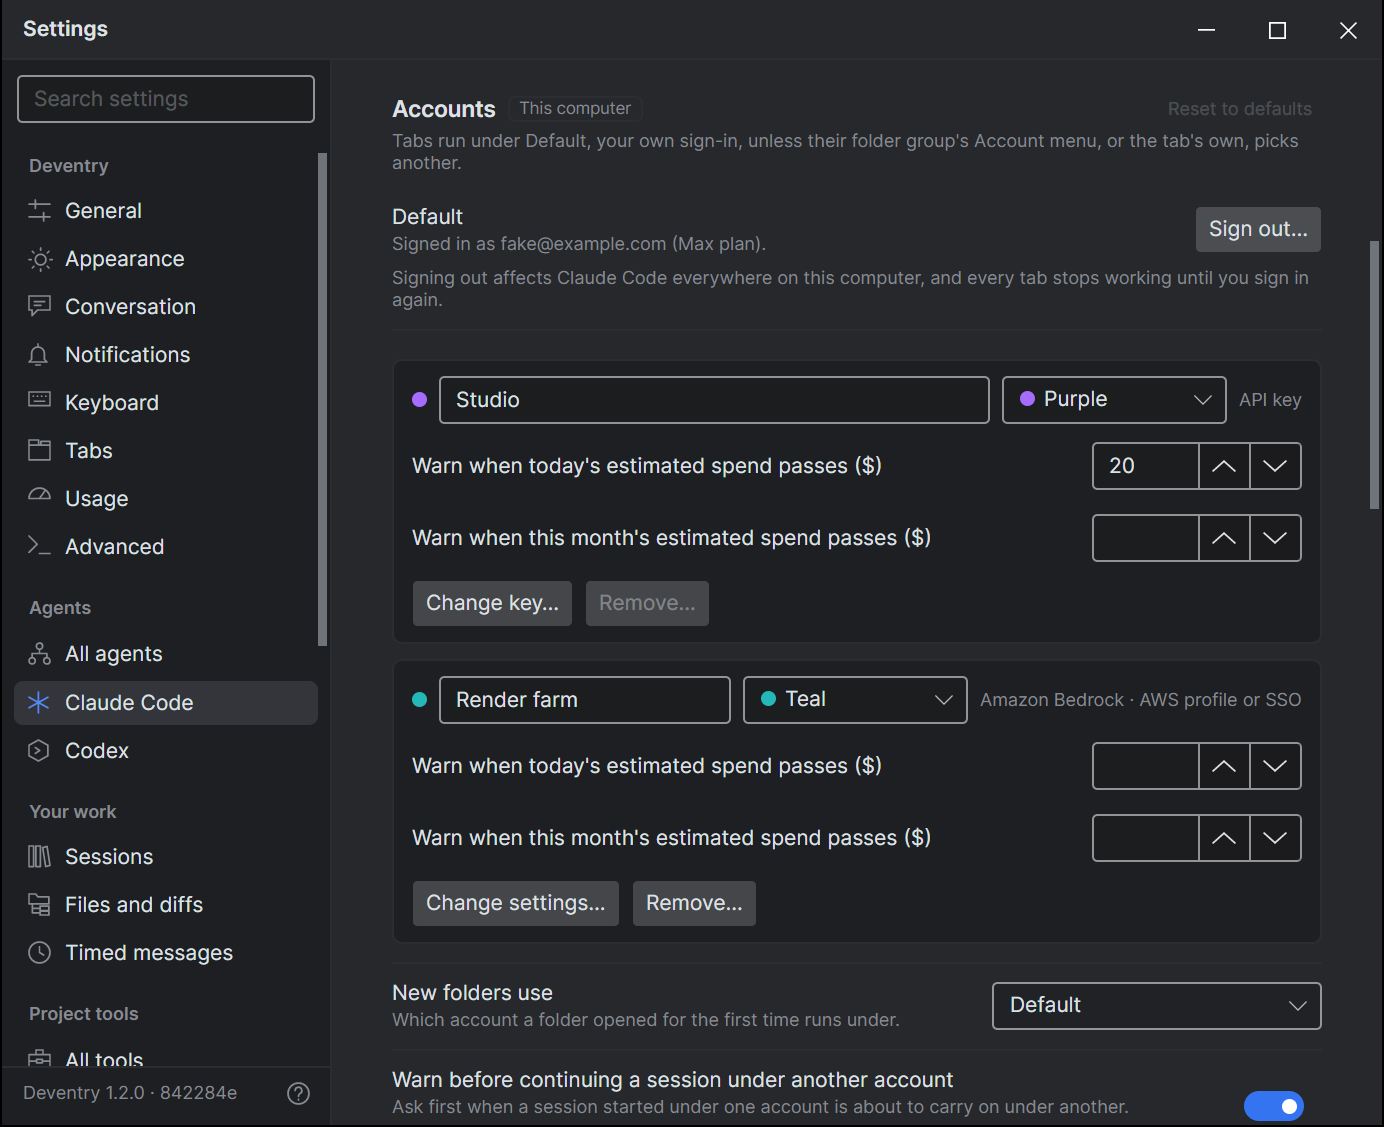 Settings
Search settings
Deventry
General
Appearance
Conversation
Notifications
Keyboard
Tabs
Usage
Advanced
Agents
All agents
Claude Code
Codex
Your work
Sessions
Files and diffs
Timed messages
Project tools
All tools
Deventry 1.2.0 · 842284e
Accounts This computer Reset to defaults
Tabs run under Default, your own sign-in, unless their folder group's Account menu, or the tab's own, picks
another.
Default
Signed in as fake@example.com (Max plan).
Sign out...
Signing out affects Claude Code everywhere on this computer, and every tab stops working until you sign in
again.
Studio Purple API key
Warn when today's estimated spend passes ($) 20
Warn when this month's estimated spend passes ($)
Change key... Remove...
Render farm Teal Amazon Bedrock · AWS profile or SSO
Warn when today's estimated spend passes ($)
Warn when this month's estimated spend passes ($)
Change settings... Remove...
New folders use
Which account a folder opened for the first time runs under.
Default
Warn before continuing a session under another account
Ask first when a session started under one account is about to carry on under another.